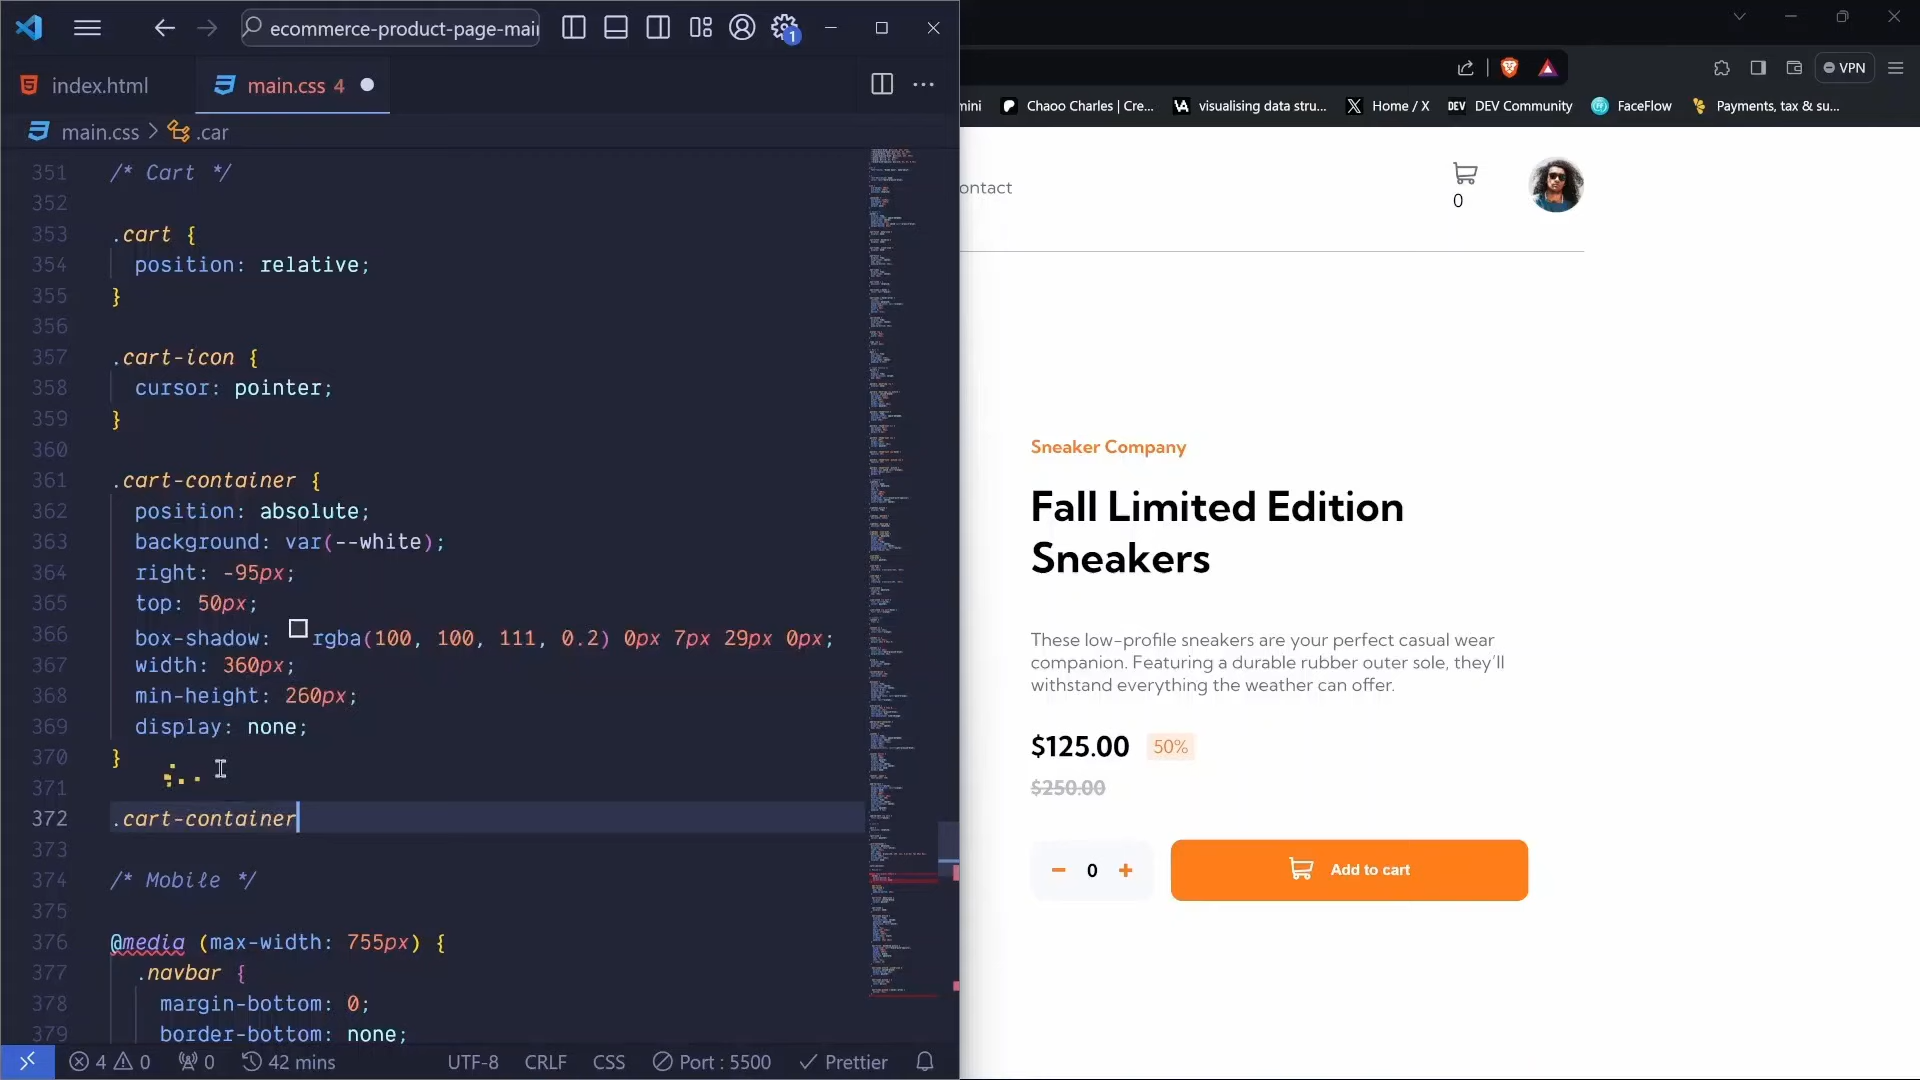 ecommerce-product-page-mai
1
index.html
main.css 4
main.css > .car
351 /* Cart */
352
353 .cart {
354 position: relative;
355 }
356
357 .cart-icon {
358 cursor: pointer;
359 }
360
361 .cart-container {
362 position: absolute;
363 background: var(--white);
364 right: -95px;
365 top: 50px;
366 box-shadow: rgba(100, 100, 111, 0.2) 0px 7px 29px 0px;
367 width: 360px;
368 min-height: 260px;
369 display: none;
370 }
371
372 .cart-container
373
374 /* Mobile */
375
376 @media (max-width: 755px) {
377 .navbar {
378 margin-bottom: 0;
379 border-bottom: none;
4 0 0 42 mins UTF-8 CRLF CSS Port : 5500 Prettier
VPN
mini Chaoo Charles | Cre... visualising data stru... Home / X DEV DEV Community FaceFlow Payments, tax & su...
ontact
0
Sneaker Company
Fall Limited Edition
Sneakers
These low-profile sneakers are your perfect casual wear
companion. Featuring a durable rubber outer sole, they'll
withstand everything the weather can offer.
$125.00 50%
$250.00
− 0 + Add to cart